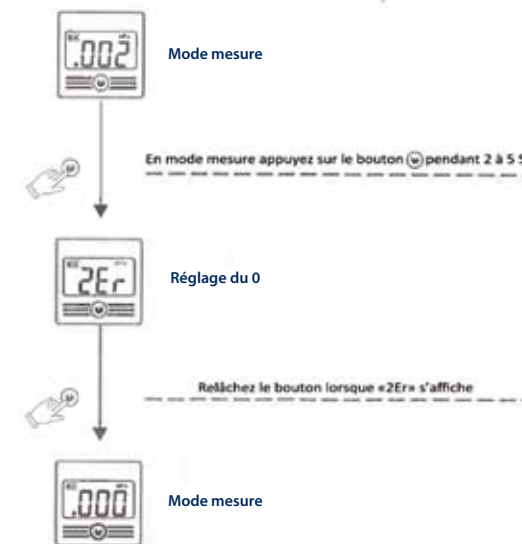 .002
Mode mesure
En mode mesure appuyez sur le bouton pendant 2 à 5 S
2Er
Réglage du 0
Relâchez le bouton lorsque «2Er» s'affiche
.000
Mode mesure